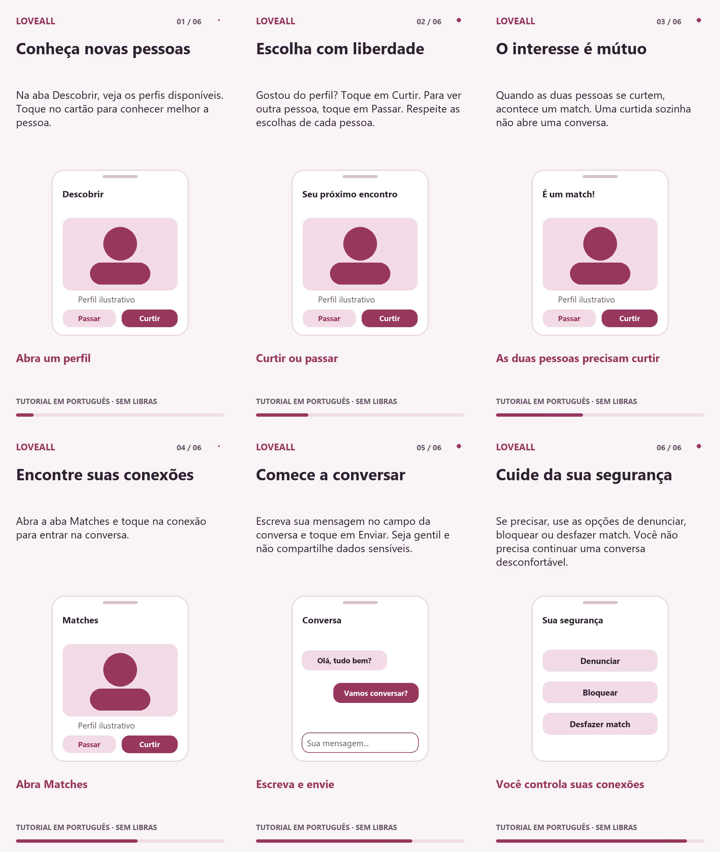 LOVEALL
01 / 06
Conheça novas pessoas
Na aba Descobrir, veja os perfis disponíveis.
Toque no cartão para conhecer melhor a
pessoa.
Descobrir
Perfil ilustrativo
Passar
Curtir
Abra um perfil
TUTORIAL EM PORTUGUÊS · SEM LIBRAS
LOVEALL
02 / 06
Escolha com liberdade
Gostou do perfil? Toque em Curtir. Para ver
outra pessoa, toque em Passar. Respeite as
escolhas de cada pessoa.
Seu próximo encontro
Perfil ilustrativo
Passar
Curtir
Curtir ou passar
TUTORIAL EM PORTUGUÊS · SEM LIBRAS
LOVEALL
03 / 06
O interesse é mútuo
Quando as duas pessoas se curtem,
acontece um match. Uma curtida sozinha
não abre uma conversa.
É um match!
Perfil ilustrativo
Passar
Curtir
As duas pessoas precisam curtir
TUTORIAL EM PORTUGUÊS · SEM LIBRAS
LOVEALL
04 / 06
Encontre suas conexões
Abra a aba Matches e toque na conexão
para entrar na conversa.
Matches
Perfil ilustrativo
Passar
Curtir
Abra Matches
TUTORIAL EM PORTUGUÊS · SEM LIBRAS
LOVEALL
05 / 06
Comece a conversar
Escreva sua mensagem no campo da
conversa e toque em Enviar. Seja gentil e
não compartilhe dados sensíveis.
Conversa
Olá, tudo bem?
Vamos conversar?
Sua mensagem...
Escreva e envie
TUTORIAL EM PORTUGUÊS · SEM LIBRAS
LOVEALL
06 / 06
Cuide da sua segurança
Se precisar, use as opções de denunciar,
bloquear ou desfazer match. Você não
precisa continuar uma conversa
desconfortável.
Sua segurança
Denunciar
Bloquear
Desfazer match
Você controla suas conexões
TUTORIAL EM PORTUGUÊS · SEM LIBRAS